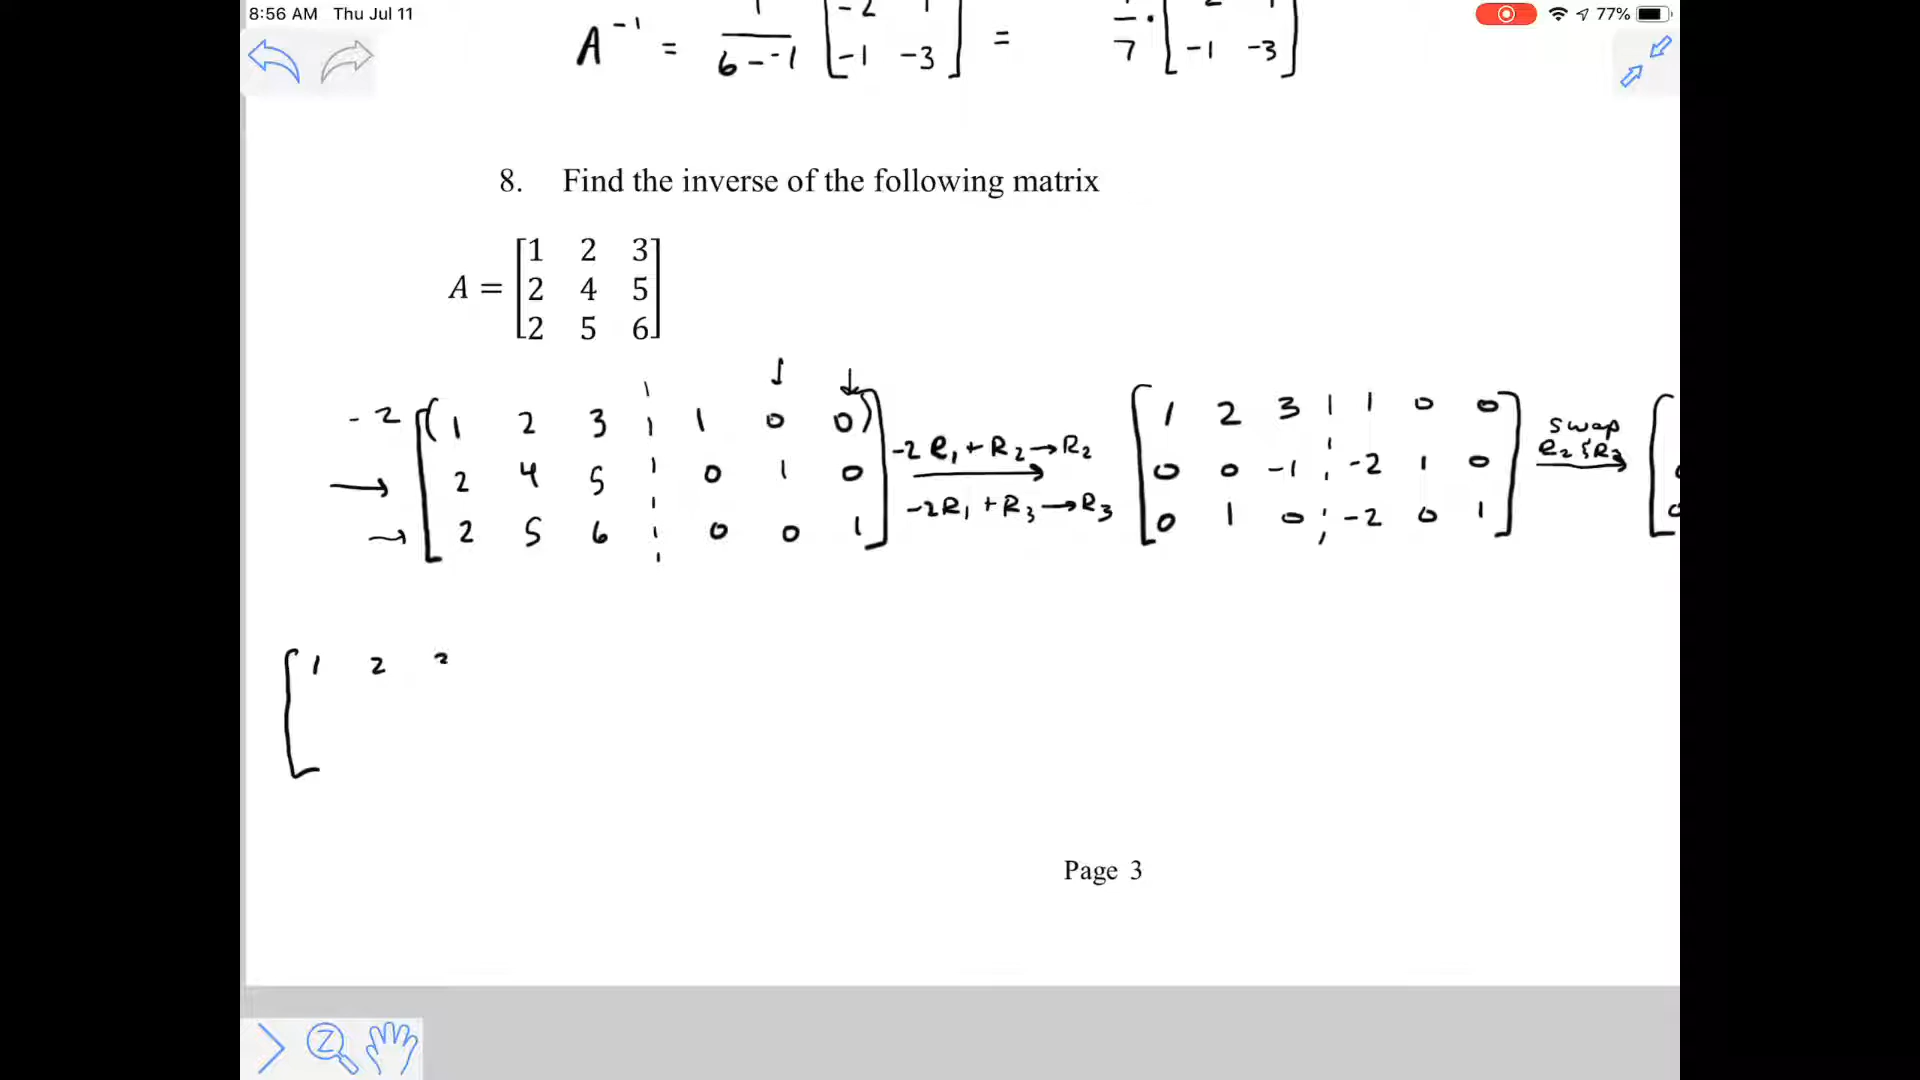 8:56 AM Thu Jul 11
77%
A⁻¹ = 1/(6--1) [-2 1; -1 -3] = 1/7 · [-2 1; -1 -3]
8. Find the inverse of the following matrix
A = [1 2 3
2 4 5
2 5 6]
-2 [(1 2 3 | 1 0 0)
→ 2 4 5 | 0 1 0
→ 2 5 6 | 0 0 1]
-2R₁ + R₂ → R₂
-2R₁ + R₃ → R₃
[1 2 3 | 1 0 0
0 0 -1 | -2 1 0
0 1 0 | -2 0 1]
swap
R₂ & R₃
[1 2
Page 3